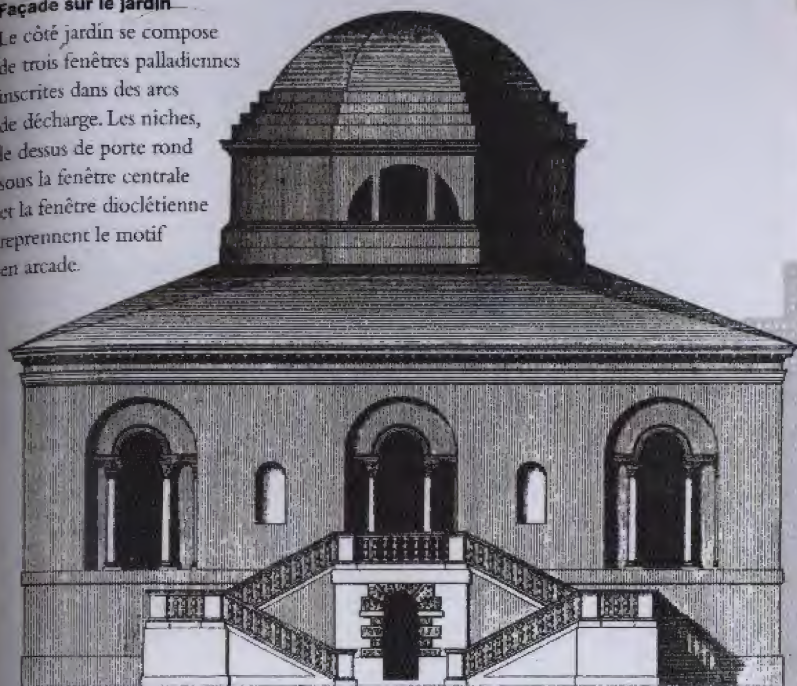 Façade sur le jardin
Le côté jardin se compose
de trois fenêtres palladiennes
inscrites dans des arcs
de décharge. Les niches,
le dessus de porte rond
sous la fenêtre centrale
et la fenêtre dioclétienne
reprennent le motif
en arcade.